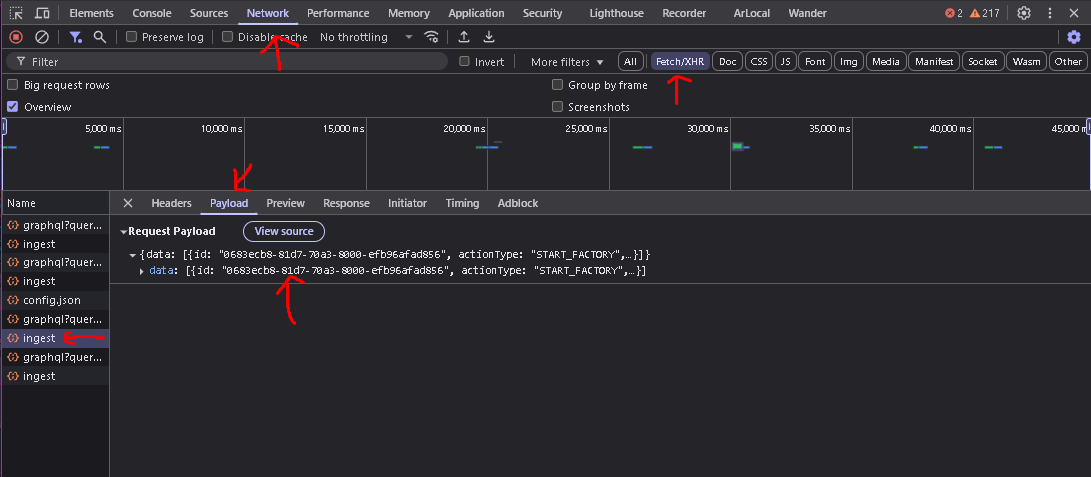 Elements Console Sources Network Performance Memory Application Security Lighthouse Recorder ArLocal Wander 2 217
Preserve log Disable cache No throttling
Filter Invert More filters All Fetch/XHR Doc CSS JS Font Img Media Manifest Socket Wasm Other
Big request rows Group by frame
Overview Screenshots
5,000 ms 10,000 ms 15,000 ms 20,000 ms 25,000 ms 30,000 ms 35,000 ms 40,000 ms 45,000 m
Name Headers Payload Preview Response Initiator Timing Adblock
graphql?quer...
ingest
graphql?quer...
ingest
config.json
graphql?quer...
ingest
graphql?quer...
ingest
Request Payload View source
{data: [{id: "0683ecb8-81d7-70a3-8000-efb96afad856", actionType: "START_FACTORY",…}]}
data: [{id: "0683ecb8-81d7-70a3-8000-efb96afad856", actionType: "START_FACTORY",…}]